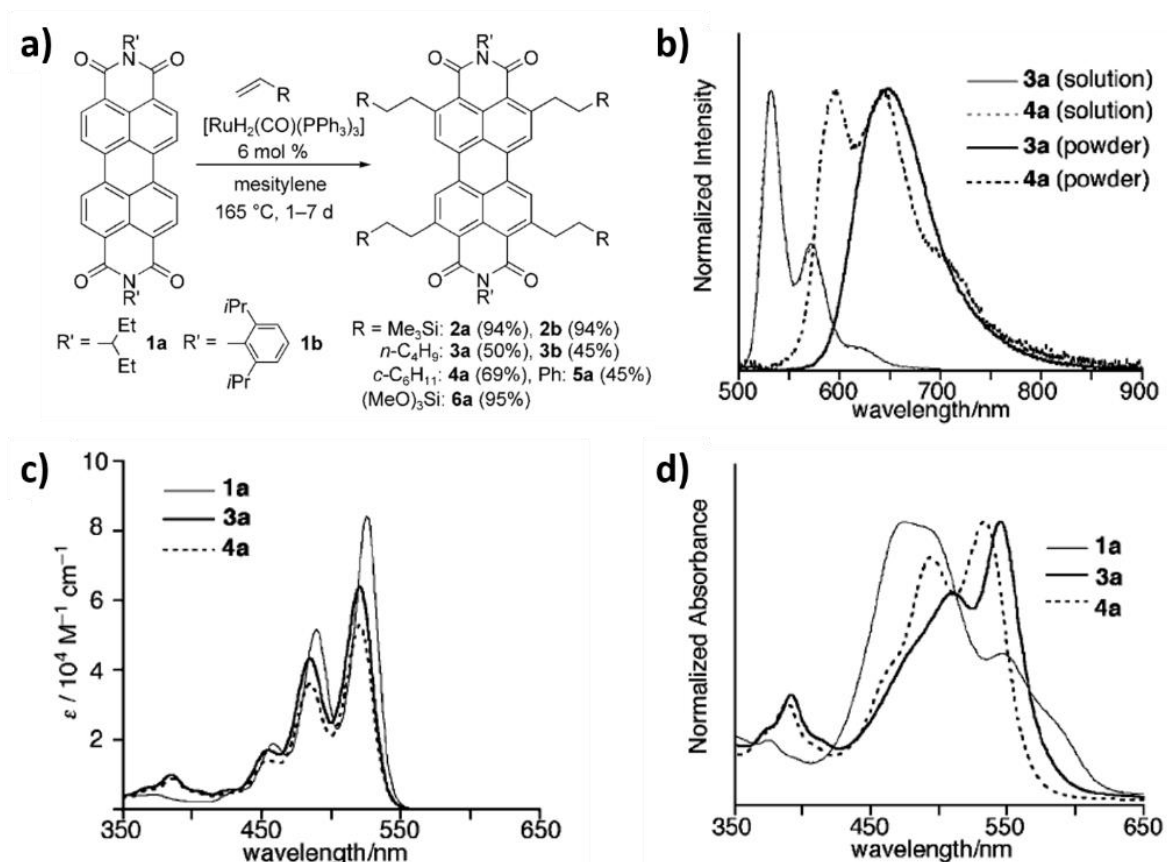 a)
R'
O N O
R
[RuH₂(CO)(PPh₃)₃]
6 mol %
mesitylene
165 °C, 1–7 d
O N O
R'
R'
O N O
R R
R R
O N O
R'
R' = Et Et 1a
R' = iPr iPr 1b
R = Me₃Si: 2a (94%), 2b (94%)
n-C₄H₉: 3a (50%), 3b (45%)
c-C₆H₁₁: 4a (69%), Ph: 5a (45%)
(MeO)₃Si: 6a (95%)
b)
Normalized Intensity
3a (solution)
4a (solution)
3a (powder)
4a (powder)
500 600 700 800 900
wavelength/nm
c)
ε / 10⁴ M⁻¹ cm⁻¹
10
8
6
4
2
1a
3a
4a
350 450 550 650
wavelength/nm
d)
Normalized Absorbance
1a
3a
4a
350 450 550 650
wavelength/nm